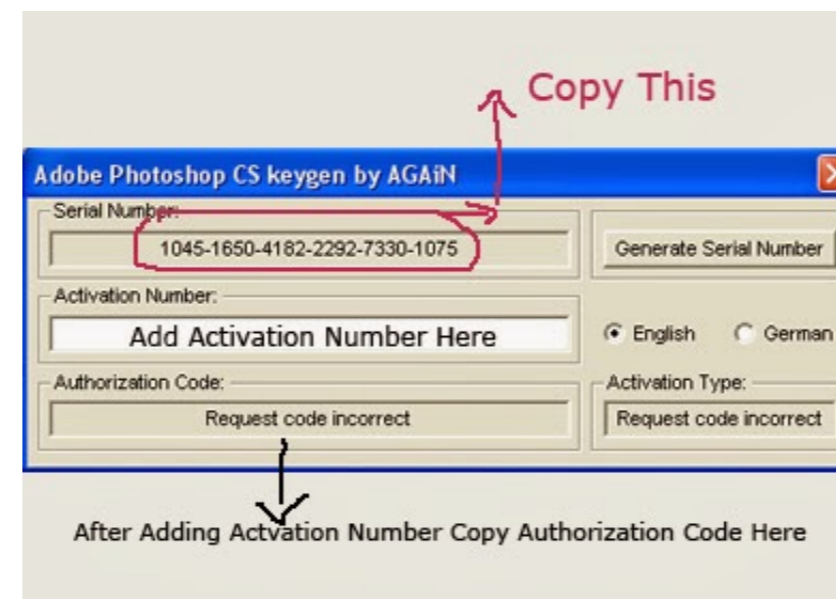 Copy This
Adobe Photoshop CS keygen by AGAiN
Serial Number:
1045-1650-4182-2292-7330-1075
Generate Serial Number
Activation Number:
Add Activation Number Here
English
German
Authorization Code:
Request code incorrect
Activation Type:
Request code incorrect
After Adding Actvation Number Copy Authorization Code Here